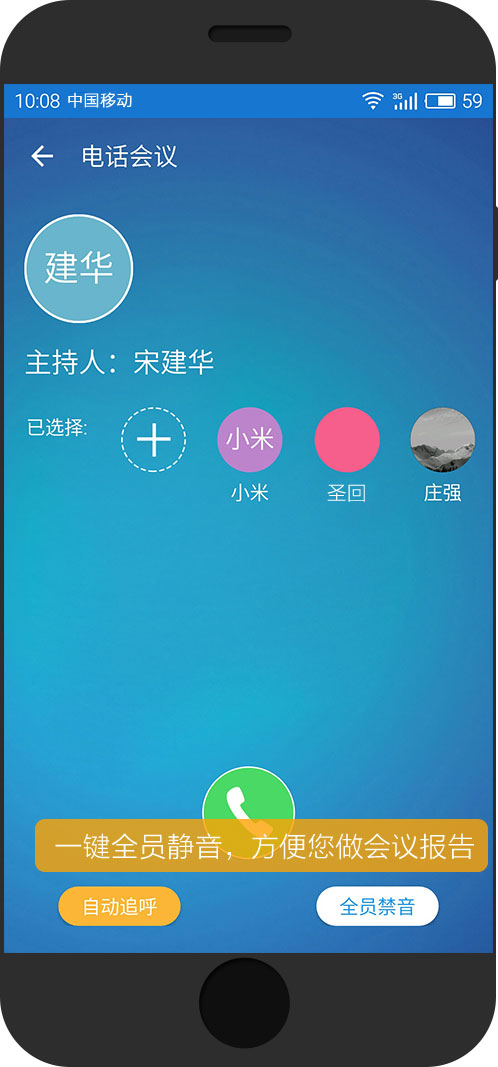 10:08 中国移动
3G
59
电话会议
建华
主持人：宋建华
已选择:
小米
小米
圣回
庄强
一键全员静音，方便您做会议报告
自动追呼
全员禁音